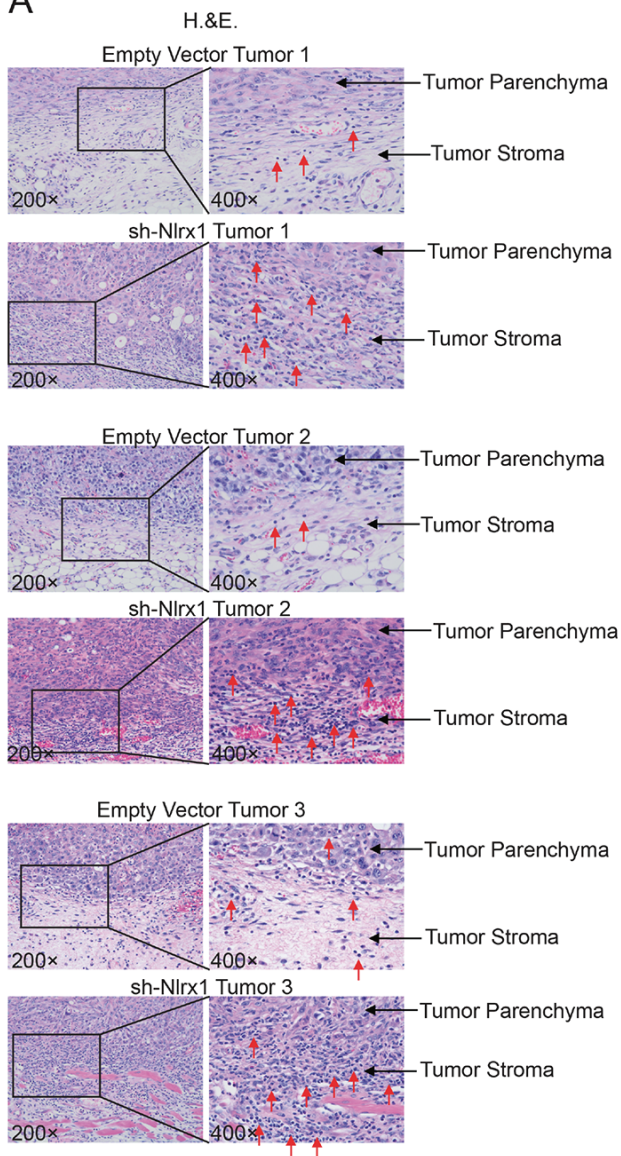 A
H.&E.
Empty Vector Tumor 1
Tumor Parenchyma
Tumor Stroma
200×
400×
sh-Nlrx1 Tumor 1
Tumor Parenchyma
Tumor Stroma
200×
400×
Empty Vector Tumor 2
Tumor Parenchyma
Tumor Stroma
200×
400×
sh-Nlrx1 Tumor 2
Tumor Parenchyma
Tumor Stroma
200×
400×
Empty Vector Tumor 3
Tumor Parenchyma
Tumor Stroma
200×
400×
sh-Nlrx1 Tumor 3
Tumor Parenchyma
Tumor Stroma
200×
400×